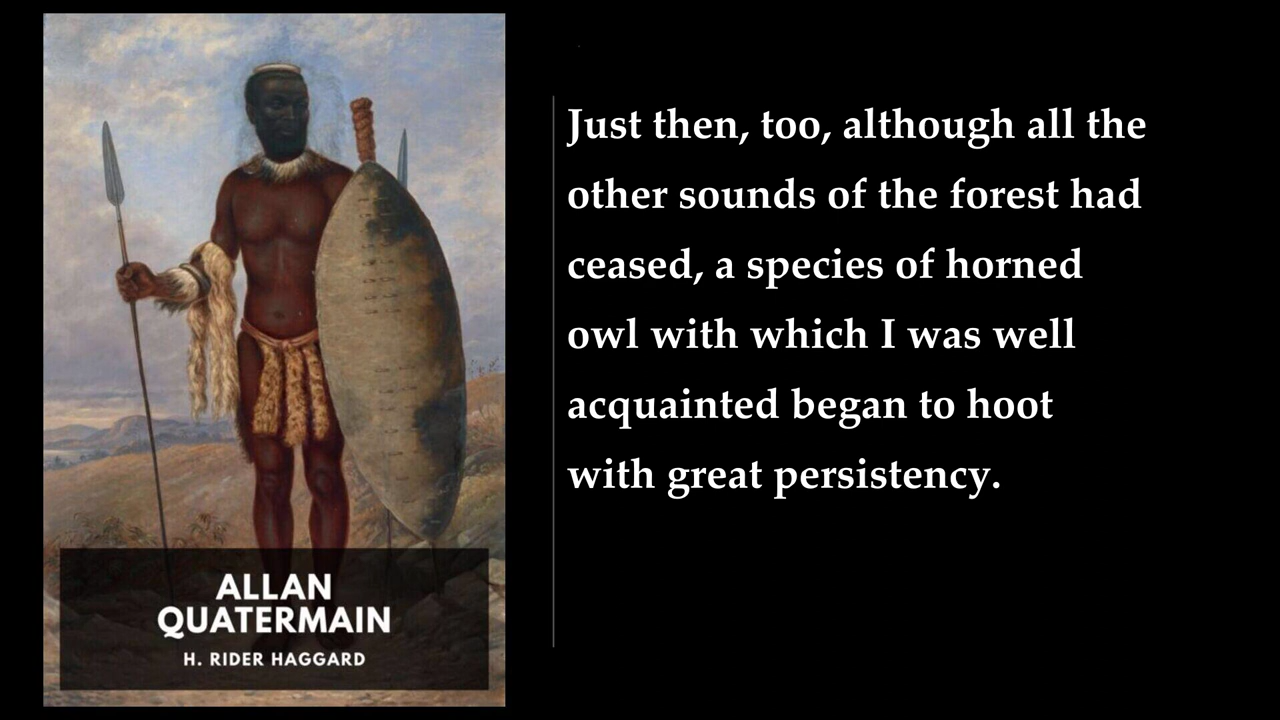 ALLAN
QUATERMAIN
H. RIDER HAGGARD
Just then, too, although all the
other sounds of the forest had
ceased, a species of horned
owl with which I was well
acquainted began to hoot
with great persistency.